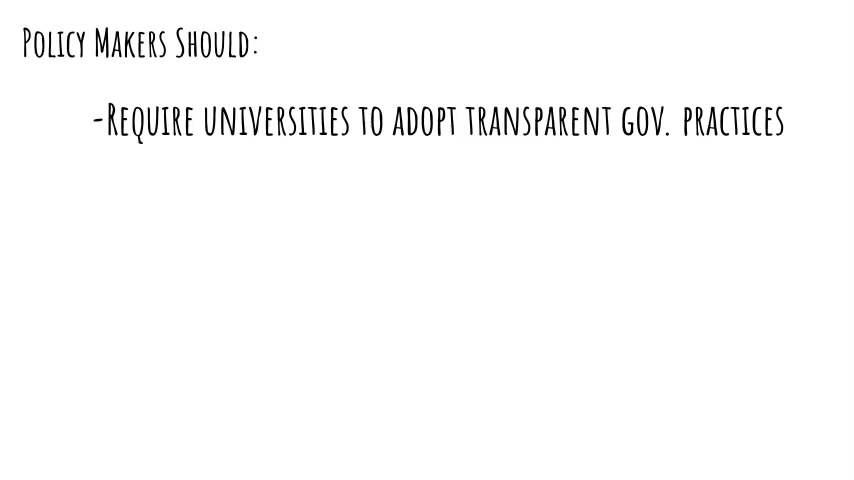 Policy Makers Should:
-Require universities to adopt transparent gov. practices